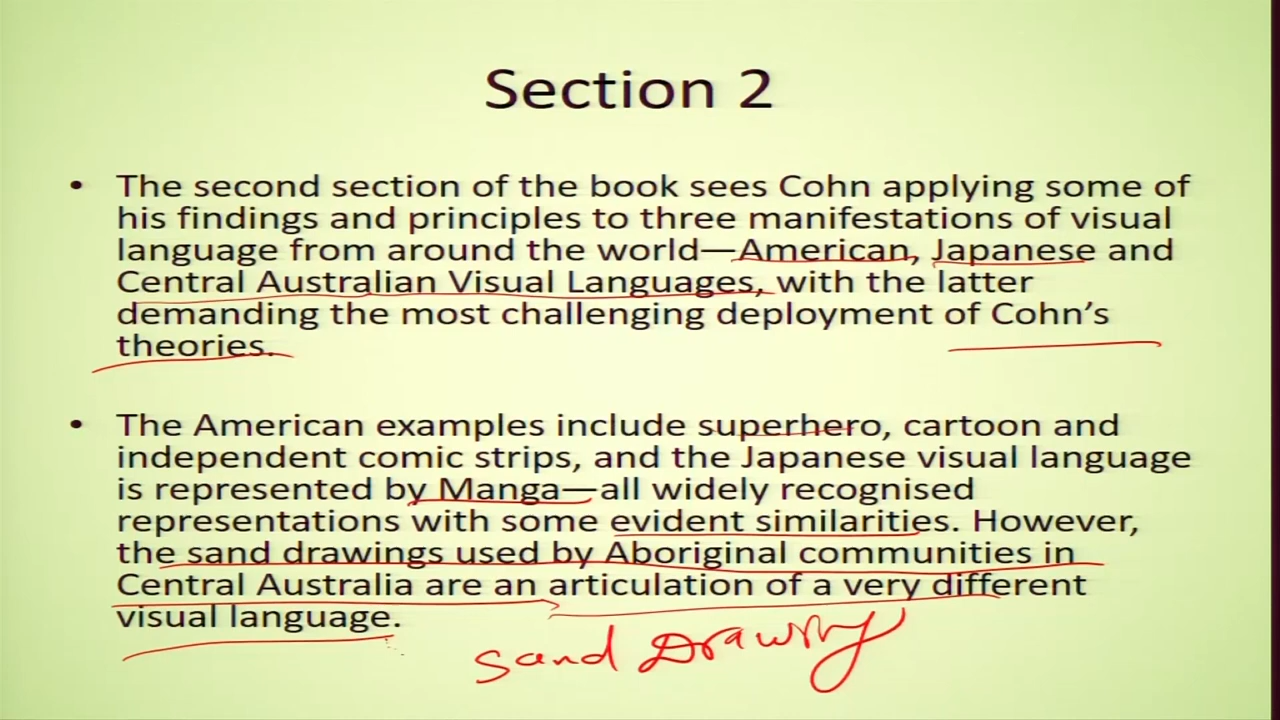 Section 2
• The second section of the book sees Cohn applying some of
his findings and principles to three manifestations of visual
language from around the world—American, Japanese and
Central Australian Visual Languages, with the latter
demanding the most challenging deployment of Cohn's
theories.
• The American examples include superhero, cartoon and
independent comic strips, and the Japanese visual language
is represented by Manga—all widely recognised
representations with some evident similarities. However,
the sand drawings used by Aboriginal communities in
Central Australia are an articulation of a very different
visual language.
Sand Drawing